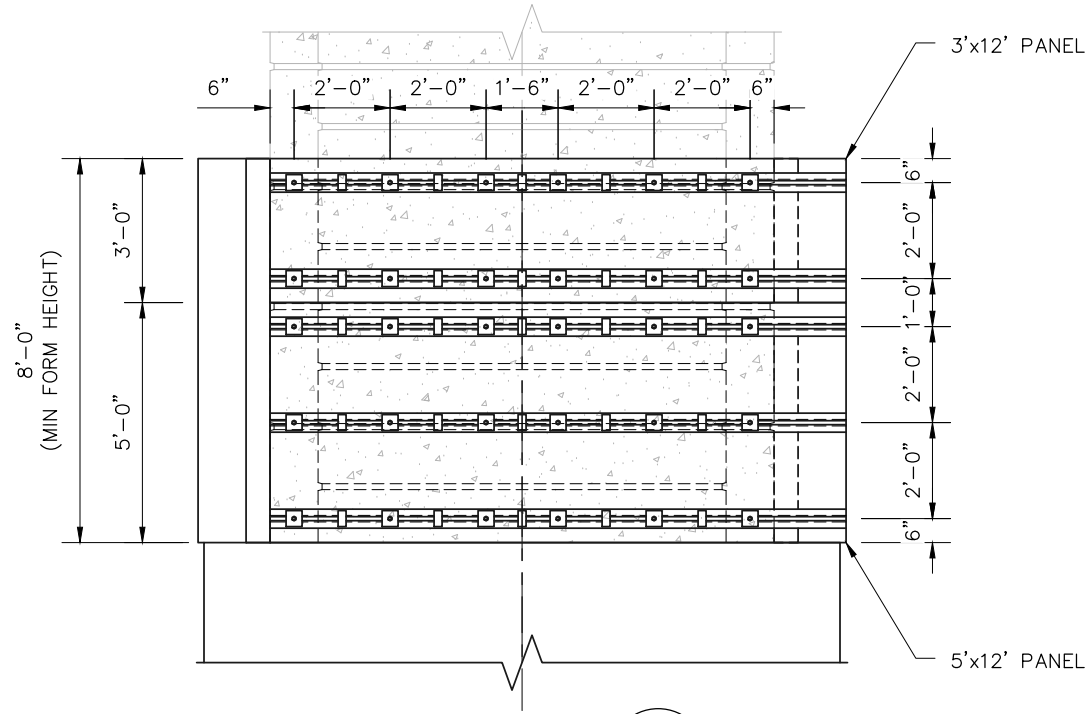 3'x12' PANEL
6" 2'-0" 2'-0" 1'-6" 2'-0" 2'-0" 6"
6"
2'-0"
1'-0"
2'-0"
2'-0"
6"
3'-0"
5'-0"
8'-0"
(MIN FORM HEIGHT)
5'x12' PANEL